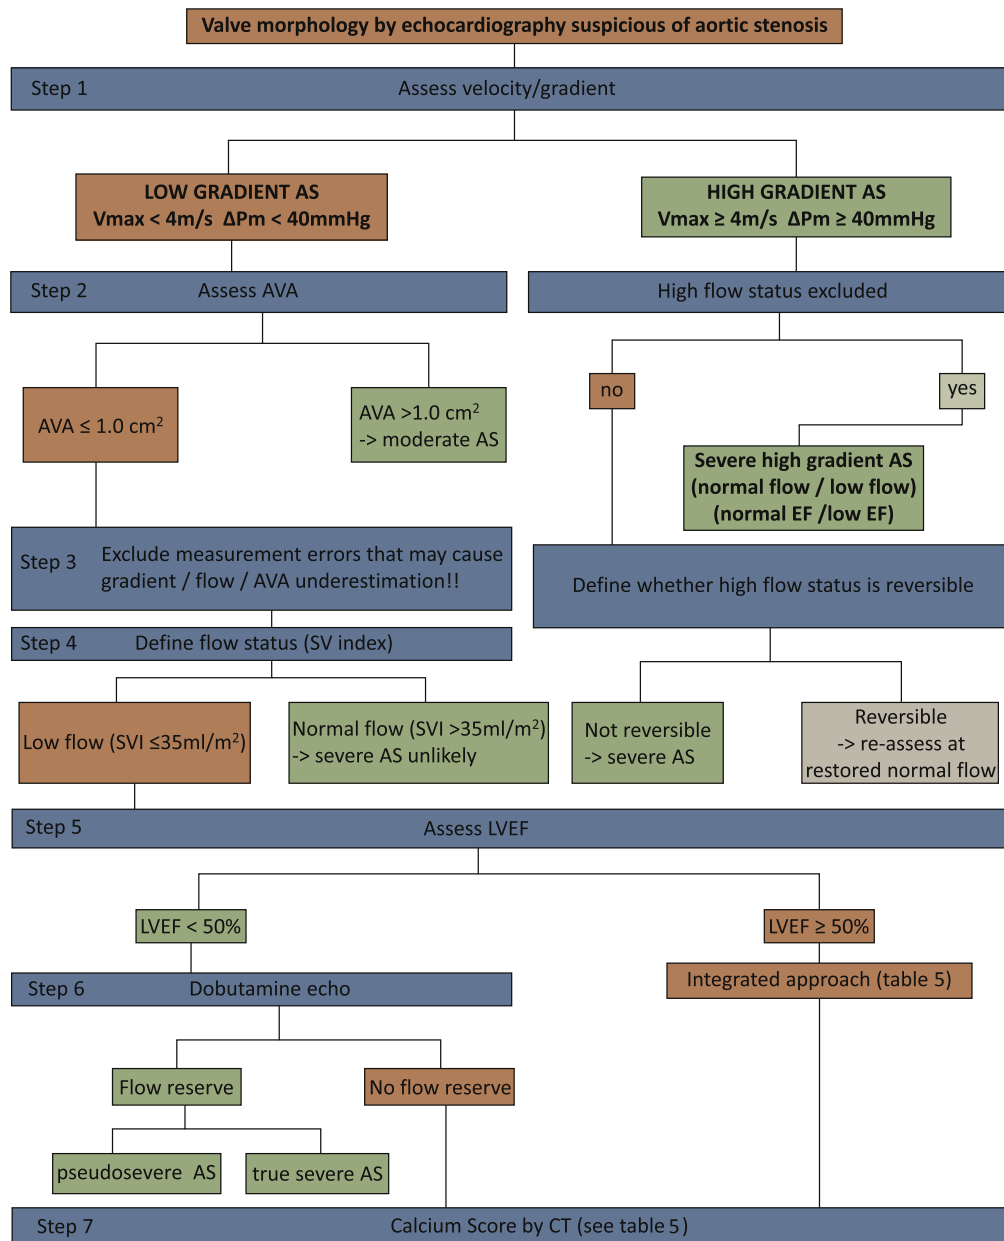 Valve morphology by echocardiography suspicious of aortic stenosis
Step 1 Assess velocity/gradient
LOW GRADIENT AS
Vmax < 4m/s ΔPm < 40mmHg
HIGH GRADIENT AS
Vmax ≥ 4m/s ΔPm ≥ 40mmHg
Step 2 Assess AVA
High flow status excluded
AVA ≤ 1.0 cm²
AVA >1.0 cm²
-> moderate AS
no
yes
Severe high gradient AS
(normal flow / low flow)
(normal EF /low EF)
Step 3 Exclude measurement errors that may cause
gradient / flow / AVA underestimation!!
Define whether high flow status is reversible
Step 4 Define flow status (SV index)
Low flow (SVI ≤35ml/m²)
Normal flow (SVI >35ml/m²)
-> severe AS unlikely
Not reversible
-> severe AS
Reversible
-> re-assess at
restored normal flow
Step 5 Assess LVEF
LVEF < 50%
LVEF ≥ 50%
Step 6 Dobutamine echo
Integrated approach (table 5)
Flow reserve
No flow reserve
pseudosevere AS
true severe AS
Step 7 Calcium Score by CT (see table 5)